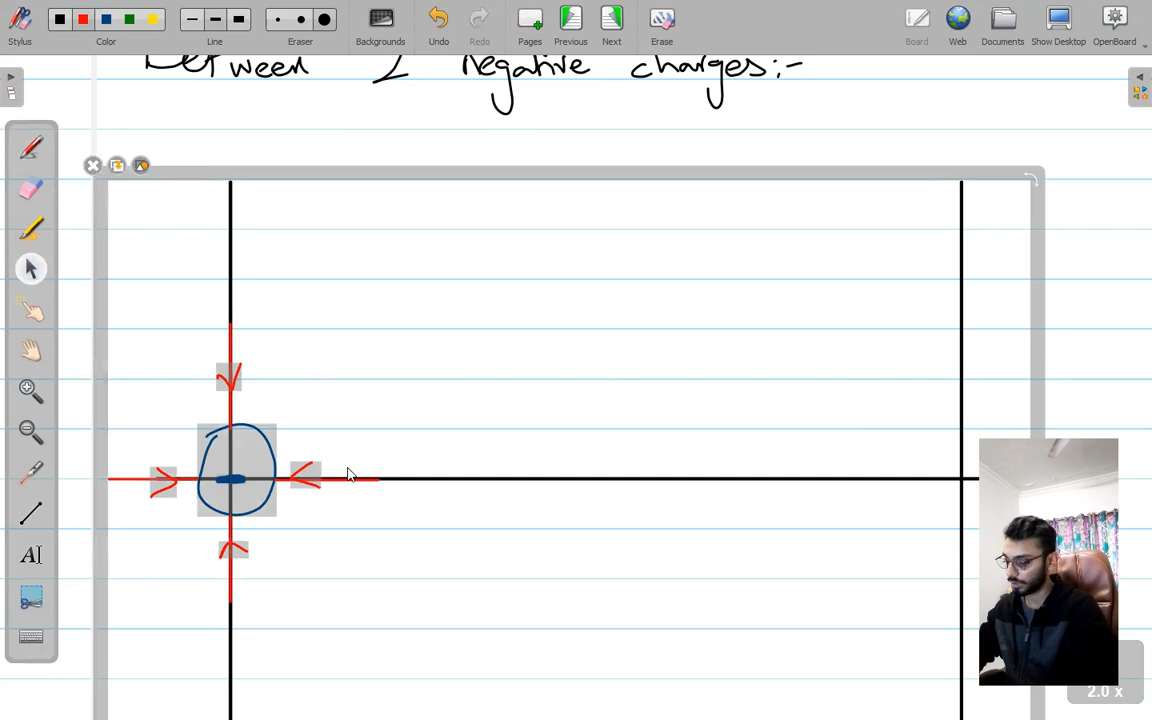 Stylus Color Line Eraser Backgrounds Undo Redo Pages Previous Next Erase Board Web Documents Show Desktop OpenBoard
Between 2 negative charges:-
2.0 x